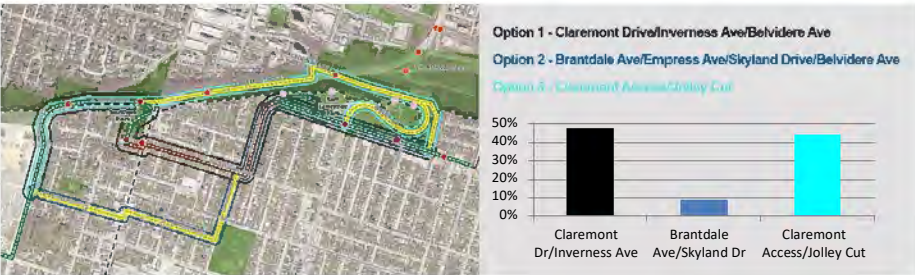 Option 1 - Claremont Drive/Inverness Ave/Belvidere Ave
Option 2 - Brantdale Ave/Empress Ave/Skyland Drive/Belvidere Ave
Option 3 - Claremont Access/Jolley Cut
50%
40%
30%
20%
10%
0%
Claremont
Dr/Inverness Ave
Brantdale
Ave/Skyland Dr
Claremont
Access/Jolley Cut